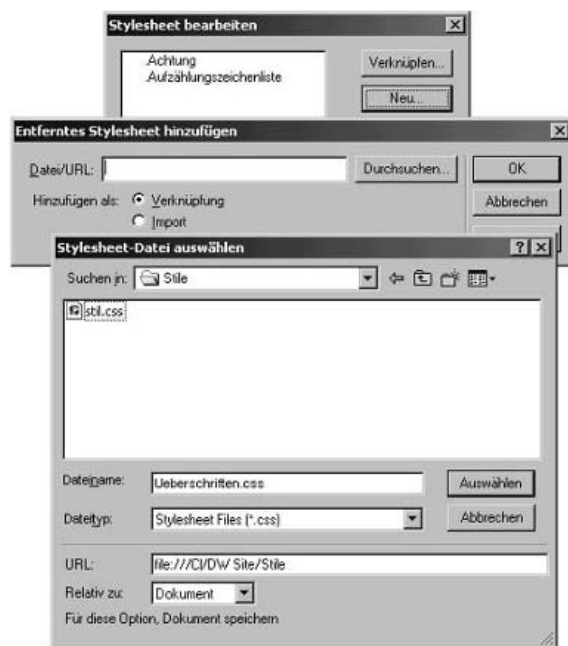 Stylesheet bearbeiten
.Achtung
.Aufzählungszeichenliste
Verknüpfen...
Neu...
Entferntes Stylesheet hinzufügen
Datei/URL:
Durchsuchen...
OK
Hinzufügen als:
Verknüpfung
Abbrechen
Import
Stylesheet-Datei auswählen
Suchen in:
Stile
stil.css
Dateiname:
Ueberschriften.css
Auswählen
Dateityp:
Stylesheet Files (*.css)
Abbrechen
URL:
file:///C|/DW Site/Stile
Relativ zu:
Dokument
Für diese Option, Dokument speichern